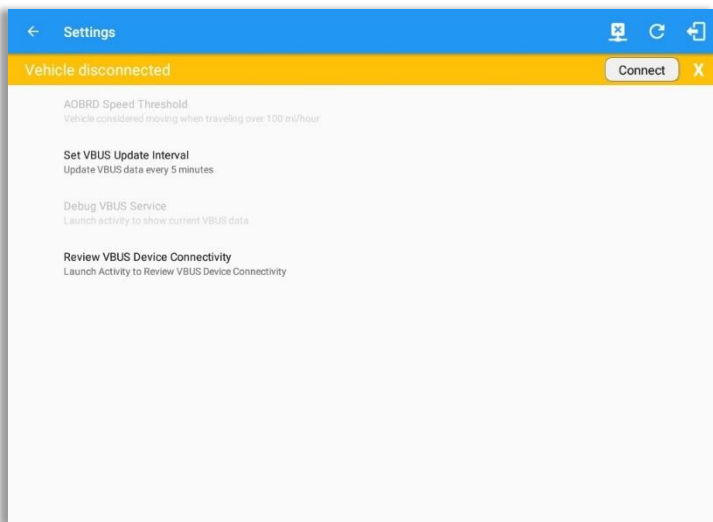 Settings
Vehicle disconnected
Connect
X
AOBRD Speed Threshold
Vehicle considered moving when traveling over 100 mi/hour
Set VBUS Update Interval
Update VBUS data every 5 minutes
Debug VBUS Service
Launch activity to show current VBUS data
Review VBUS Device Connectivity
Launch Activity to Review VBUS Device Connectivity